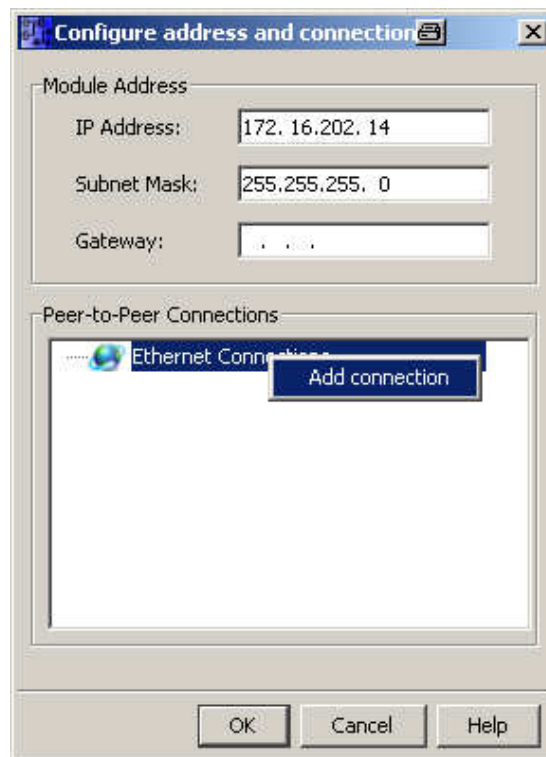 Configure address and connection
Module Address
IP Address: 172. 16.202. 14
Subnet Mask: 255.255.255. 0
Gateway: . . .
Peer-to-Peer Connections
Ethernet Connections
Add connection
OK Cancel Help